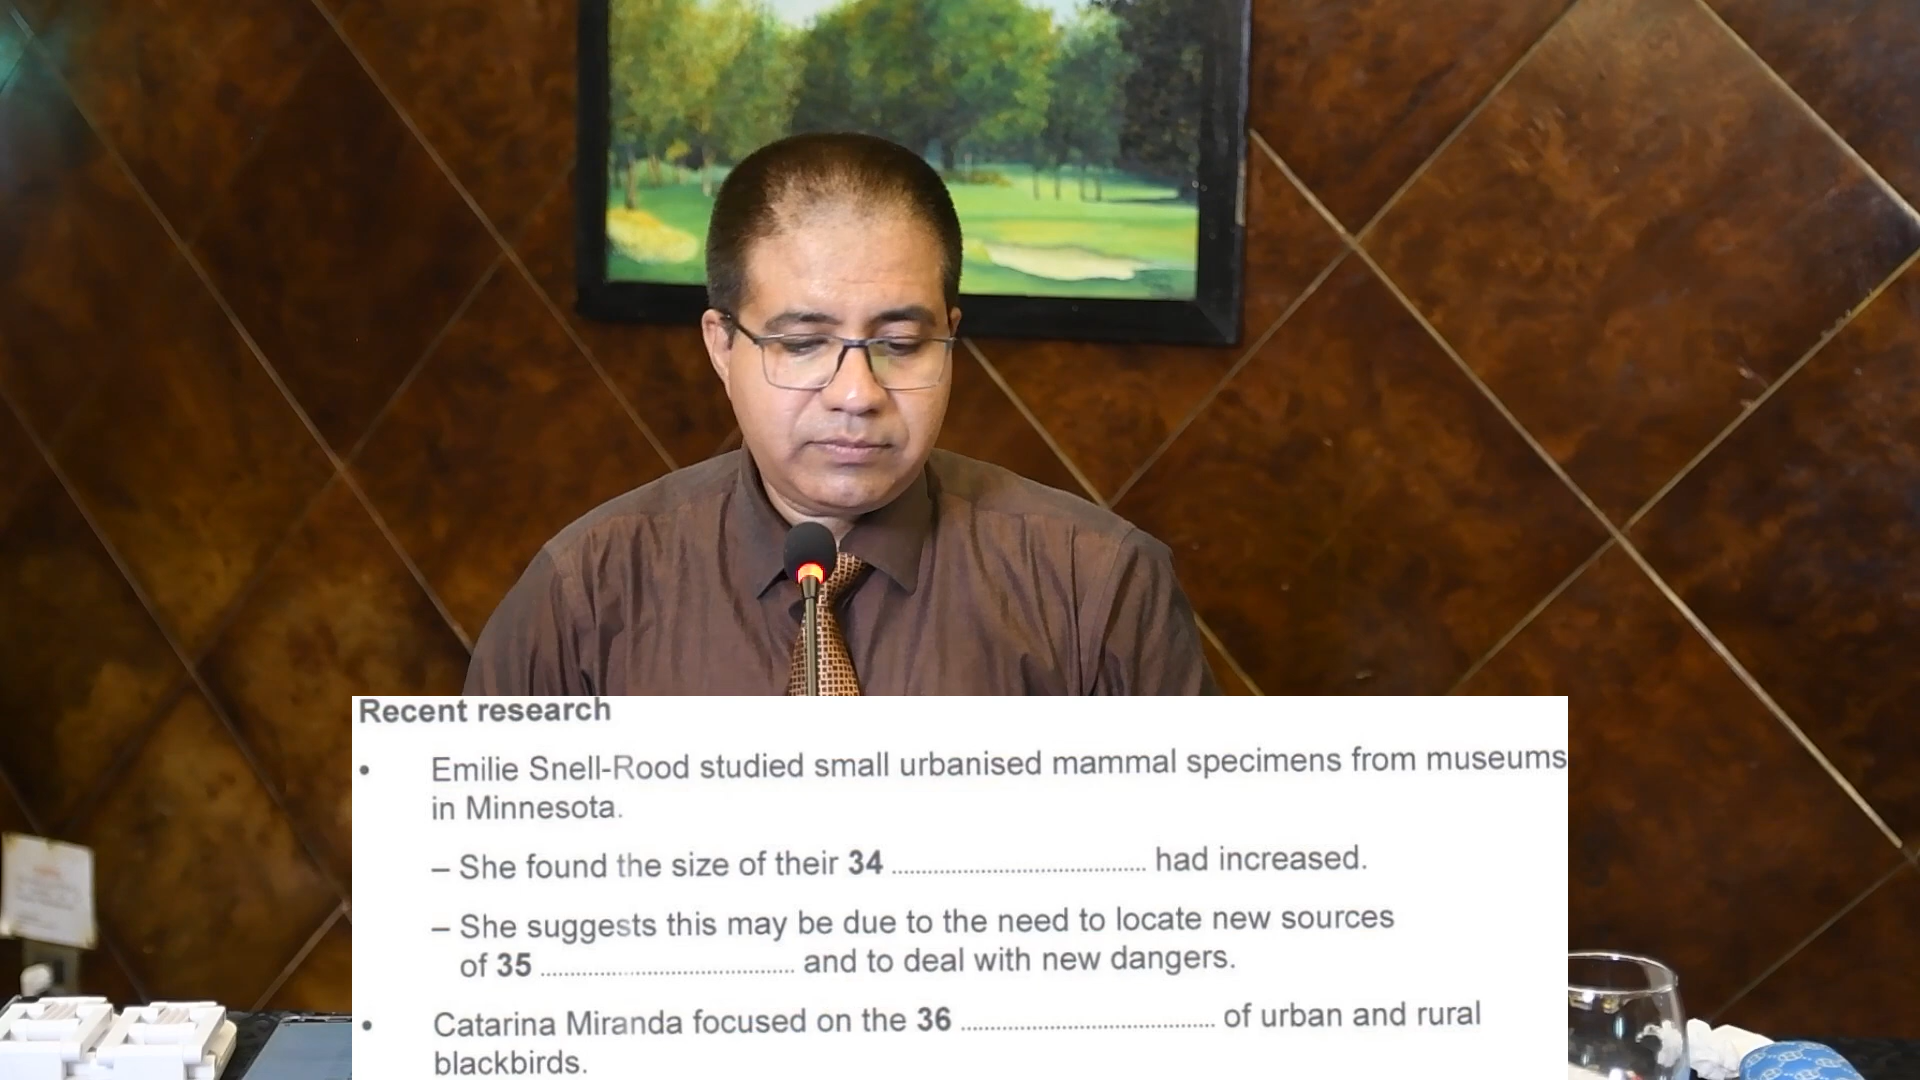 Recent research
• Emilie Snell-Rood studied small urbanised mammal specimens from museums
in Minnesota.
– She found the size of their 34 ........................................ had increased.
– She suggests this may be due to the need to locate new sources
of 35 ........................................ and to deal with new dangers.
• Catarina Miranda focused on the 36 ........................................ of urban and rural
blackbirds.